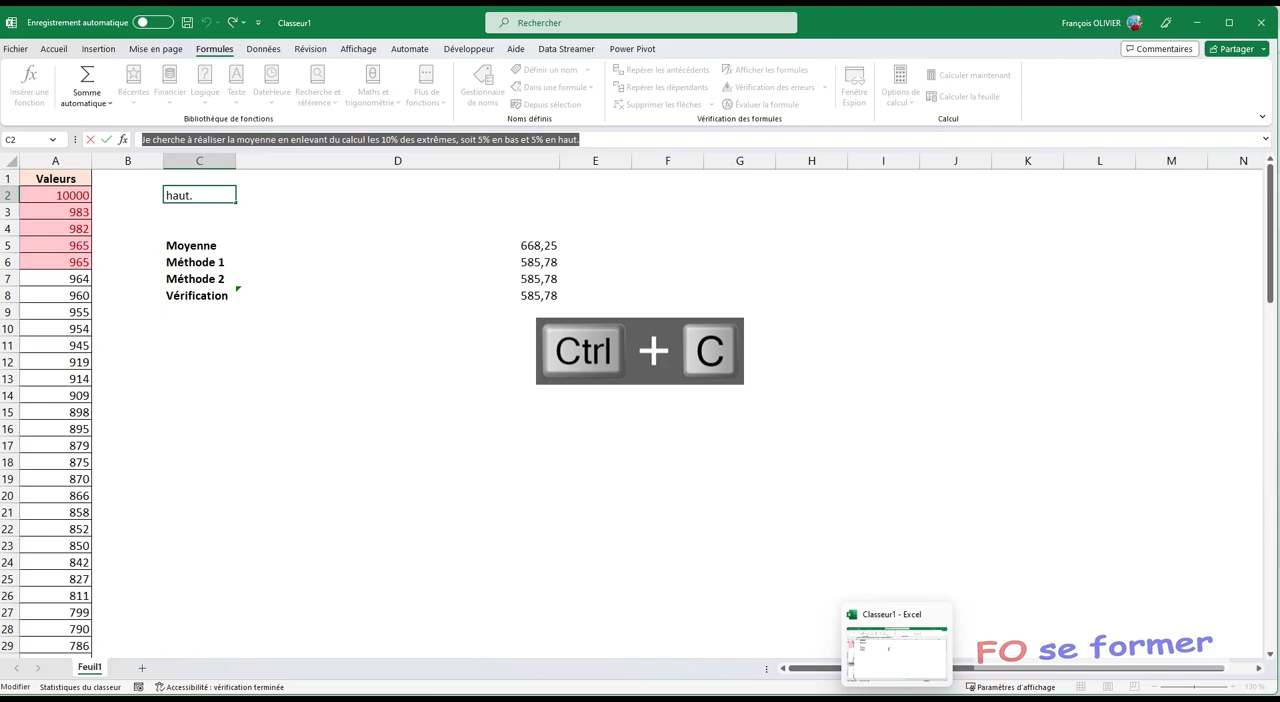 Enregistrement automatique
Classeur1
Rechercher
François OLIVIER
Fichier Accueil Insertion Mise en page Formules Données Révision Affichage Automate Développeur Aide Data Streamer Power Pivot
Commentaires
Partager
Insérer une fonction
Somme automatique
Récentes
Financier
Logique
Texte
DateHeure
Recherche et référence
Maths et trigonométrie
Plus de fonctions
Bibliothèque de fonctions
Gestionnaire de noms
Définir un nom
Dans une formule
Depuis sélection
Noms définis
Repérer les antécédents
Repérer les dépendants
Supprimer les flèches
Afficher les formules
Vérification des erreurs
Évaluer la formule
Vérification des formules
Fenêtre Espion
Options de calcul
Calculer maintenant
Calculer la feuille
Calcul
C2
fx
Je cherche à réaliser la moyenne en enlevant du calcul les 10% des extrêmes, soit 5% en bas et 5% en haut.
A B C D E F G H I J K L M N
1 Valeurs
2 10000 haut.
3 983
4 982
5 965 Moyenne 668,25
6 965 Méthode 1 585,78
7 964 Méthode 2 585,78
8 960 Vérification 585,78
9 955
10 954
11 945
12 919
13 914
14 909
15 898
16 895
17 879
18 875
19 870
20 866
21 858
22 852
23 850
24 842
25 827
26 811
27 799
28 790
29 786
Ctrl + C
Classeur1 - Excel
FO se former
Feuil1
Modifier Statistiques du classeur Accessibilité : vérification terminée Paramètres d'affichage 130 %